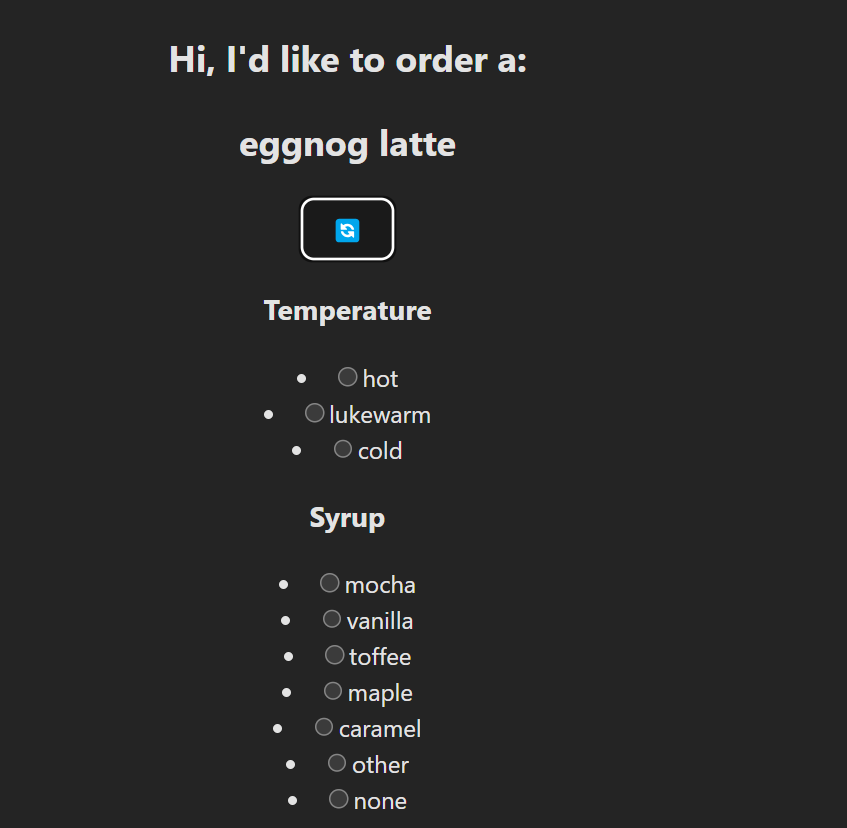 Hi, I'd like to order a:
eggnog latte
Temperature
hot
lukewarm
cold
Syrup
mocha
vanilla
toffee
maple
caramel
other
none